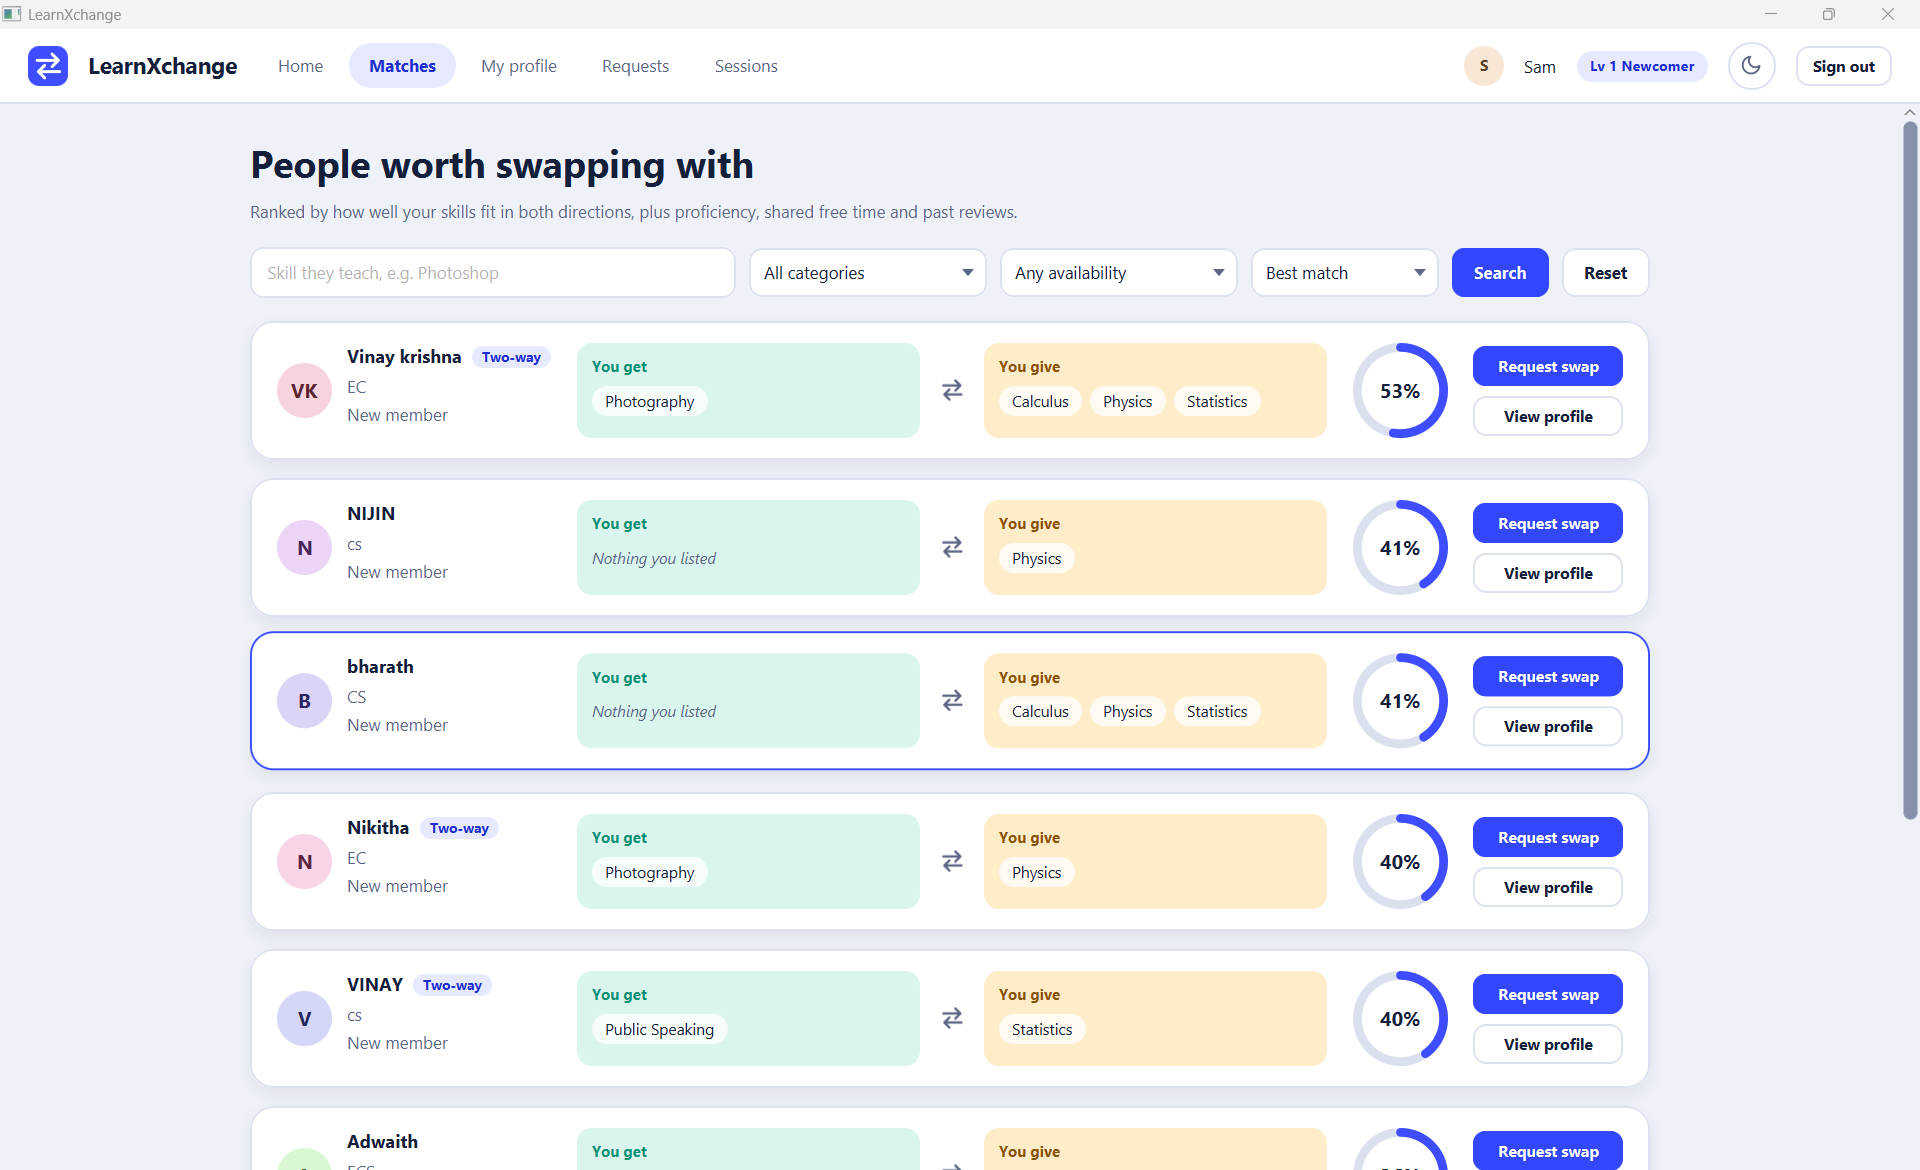 LearnXchange
LearnXchange Home Matches My profile Requests Sessions S Sam Lv 1 Newcomer Sign out
People worth swapping with
Ranked by how well your skills fit in both directions, plus proficiency, shared free time and past reviews.
Skill they teach, e.g. Photoshop All categories Any availability Best match Search Reset
VK
Vinay krishna Two-way
EC
New member
You get
Photography
You give
Calculus Physics Statistics
53%
Request swap
View profile
N
NIJIN
cs
New member
You get
Nothing you listed
You give
Physics
41%
Request swap
View profile
B
bharath
CS
New member
You get
Nothing you listed
You give
Calculus Physics Statistics
41%
Request swap
View profile
N
Nikitha Two-way
EC
New member
You get
Photography
You give
Physics
40%
Request swap
View profile
V
VINAY Two-way
cs
New member
You get
Public Speaking
You give
Statistics
40%
Request swap
View profile
Adwaith
You get
You give
Request swap